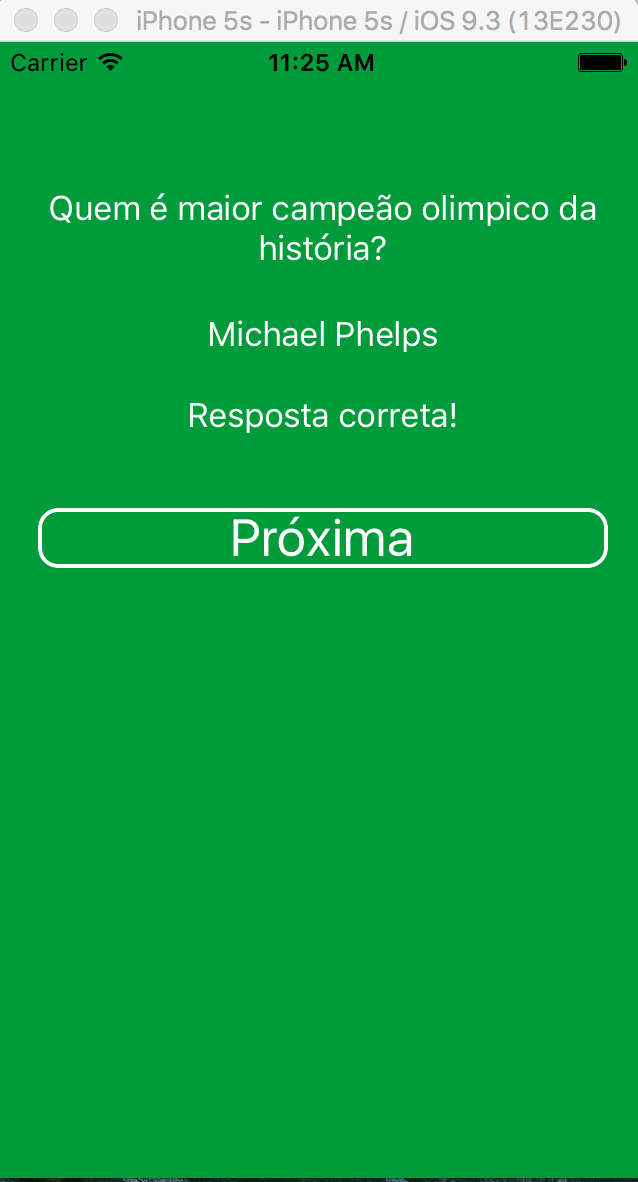 iPhone 5s - iPhone 5s / iOS 9.3 (13E230)
Carrier 11:25 AM
Quem é maior campeão olimpico da
história?
Michael Phelps
Resposta correta!
Próxima